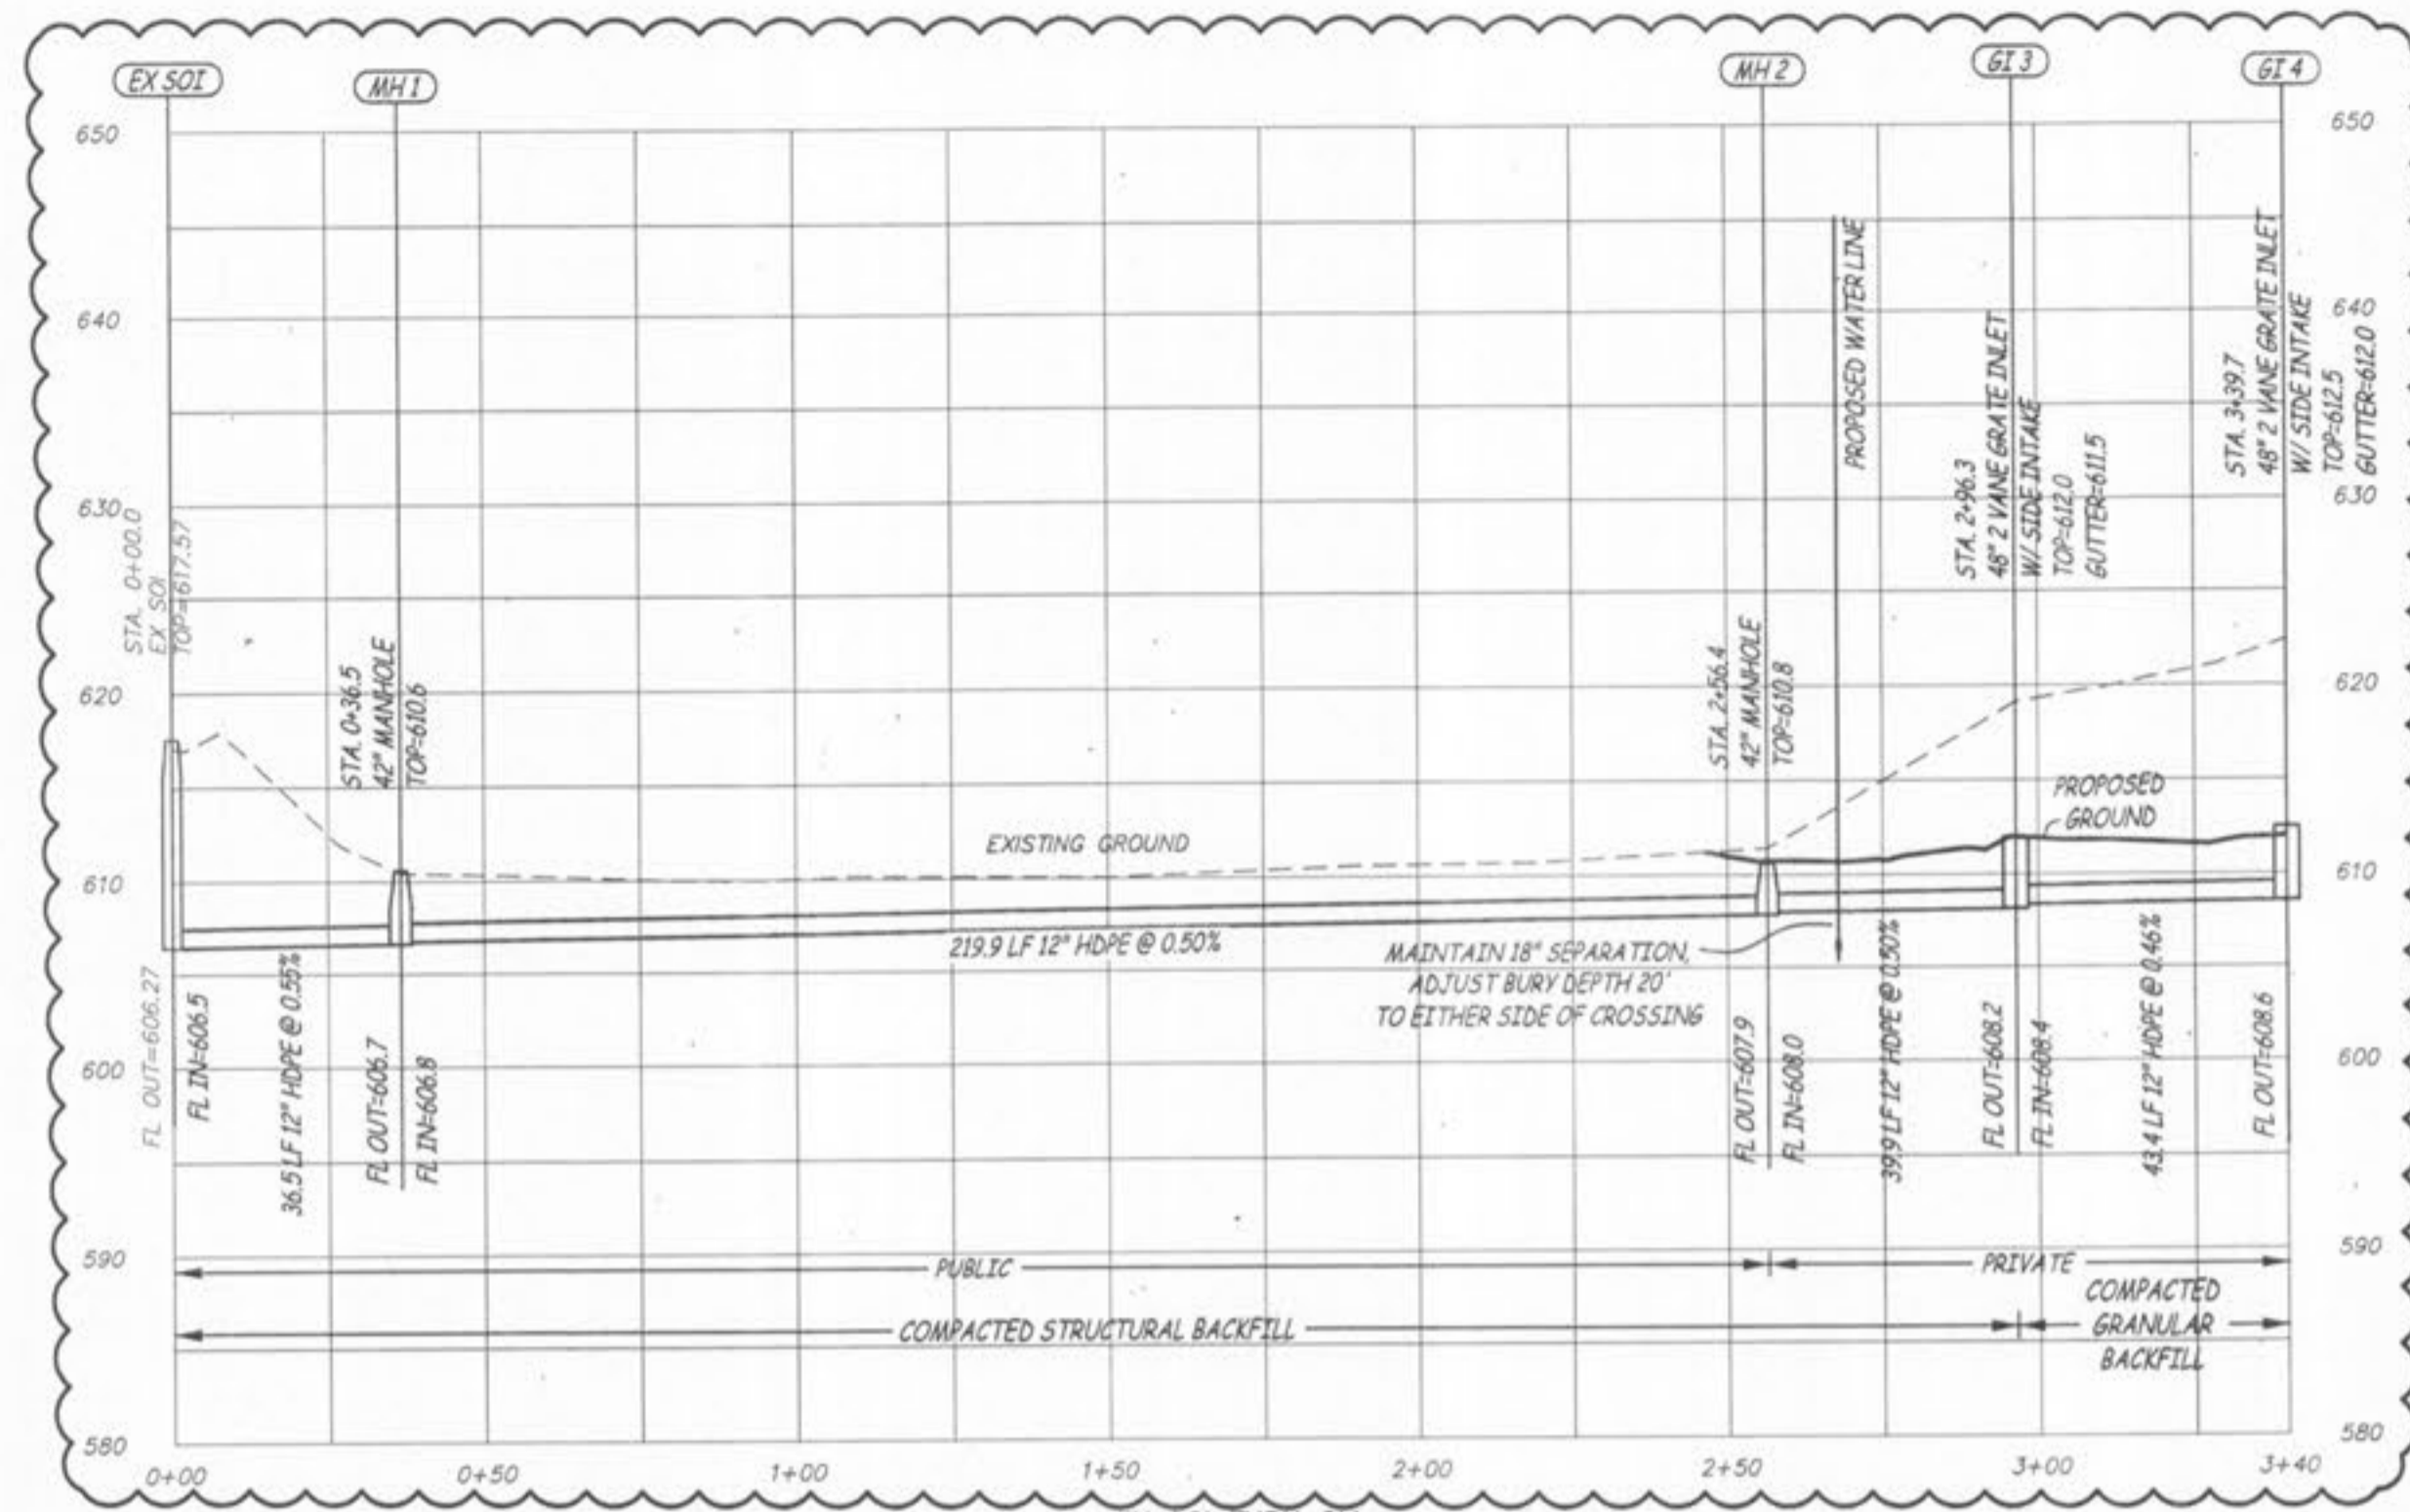 EX SOI
MH 1
MH 2
GI 3
GI 4
650
650
640
640
630
630
620
620
610
610
600
600
590
590
580
580
STA. 0+00.0
EX SOI
TOP=617.57
STA. 0+36.5
42" MANHOLE
TOP=610.6
STA. 2+56.4
42" MANHOLE
TOP=610.8
PROPOSED WATER LINE
STA. 2+96.3
48" 2 VANE GRATE INLET
W/ SIDE INTAKE
TOP=612.0
GUTTER=611.5
STA. 3+39.7
48" 2 VANE GRATE INLET
W/ SIDE INTAKE
TOP=612.5
GUTTER=612.0
EXISTING GROUND
PROPOSED
GROUND
FL OUT=606.27
FL IN=606.5
36.5 LF 12" HDPE @ 0.55%
FL OUT=606.7
FL IN=606.8
219.9 LF 12" HDPE @ 0.50%
MAINTAIN 18" SEPARATION,
ADJUST BURY DEPTH 20'
TO EITHER SIDE OF CROSSING
FL OUT=607.9
FL IN=608.0
39.9 LF 12" HDPE @ 0.50%
FL OUT=608.2
FL IN=608.4
43.4 LF 12" HDPE @ 0.46%
FL OUT=608.6
PUBLIC
PRIVATE
COMPACTED STRUCTURAL BACKFILL
COMPACTED
GRANULAR
BACKFILL
0+00
0+50
1+00
1+50
2+00
2+50
3+00
3+40